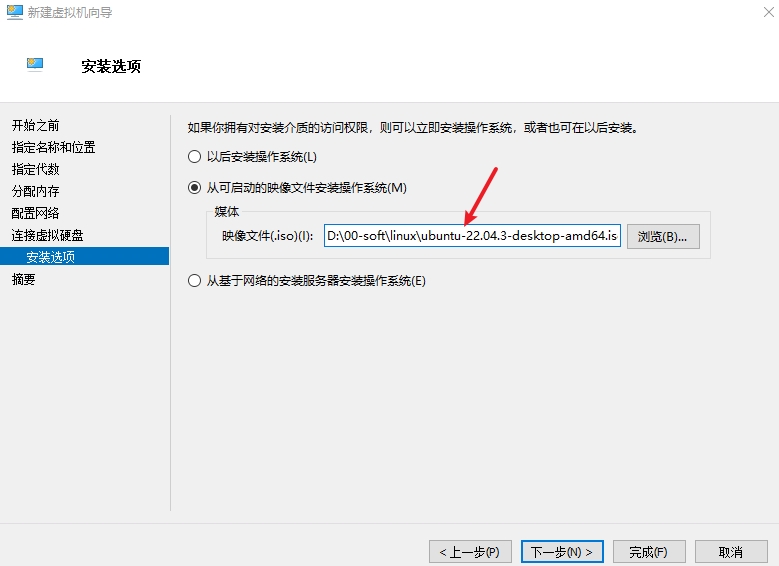 新建虚拟机向导
安装选项
开始之前
指定名称和位置
指定代数
分配内存
配置网络
连接虚拟硬盘
安装选项
摘要
如果你拥有对安装介质的访问权限，则可以立即安装操作系统，或者也可在以后安装。
以后安装操作系统(L)
从可启动的映像文件安装操作系统(M)
媒体
映像文件(.iso)(I): D:\00-soft\linux\ubuntu-22.04.3-desktop-amd64.is 浏览(B)...
从基于网络的安装服务器安装操作系统(E)
< 上一步(P) 下一步(N) > 完成(F) 取消